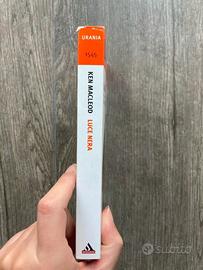 URANIA
1545
KEN MACLEOD LUCE NERA
subito